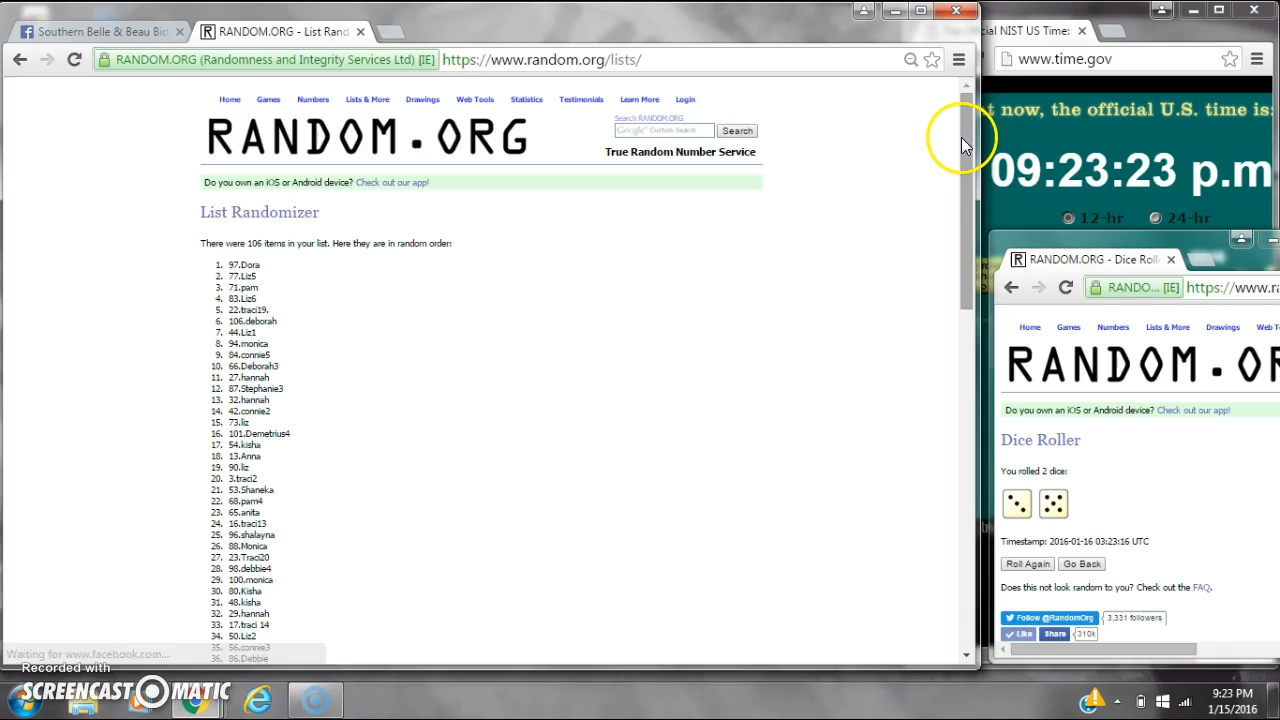 Southern Belle & Beau Bid
RANDOM.ORG - List Rand
RANDOM.ORG (Randomness and Integrity Services Ltd) [IE] https://www.random.org/lists/
Home Games Numbers Lists & More Drawings Web Tools Statistics Testimonials Learn More Login
RANDOM.ORG
Search RANDOM.ORG
Google™ Custom Search Search
True Random Number Service
Do you own an iOS or Android device? Check out our app!
List Randomizer
There were 106 items in your list. Here they are in random order:
1. 97.Dora
2. 77.Liz5
3. 71.pam
4. 83.Liz6
5. 22.traci19.
6. 106.deborah
7. 44.Liz1
8. 94.monica
9. 84.connie5
10. 66.Deborah3
11. 27.hannah
12. 87.Stephanie3
13. 32.hannah
14. 42.connie2
15. 73.liz
16. 101.Demetrius4
17. 54.kisha
18. 13.Anna
19. 90.liz
20. 3.traci2
21. 53.Shaneka
22. 68.pam4
23. 65.anita
24. 16.traci13
25. 96.shalayna
26. 88.Monica
27. 23.Traci20
28. 98.debbie4
29. 100.monica
30. 80.Kisha
31. 48.kisha
32. 29.hannah
33. 17.traci 14
34. 50.Liz2
35. 56.connie3
36. 86.Debbie
Waiting for www.facebook.com...
Recorded with
SCREENCAST-O-MATIC
cial NIST US Time:
www.time.gov
t now, the official U.S. time is:
09:23:23 p.m
12-hr 24-hr
RANDOM.ORG - Dice Roll
RANDO... [IE] https://www.ra
Home Games Numbers Lists & More Drawings Web T
RANDOM.OR
Do you own an iOS or Android device? Check out our app!
Dice Roller
You rolled 2 dice:
Timestamp: 2016-01-16 03:23:16 UTC
Roll Again Go Back
Does this not look random to you? Check out the FAQ.
Follow @RandomOrg 3,331 followers
Like Share 310k
9:23 PM
1/15/2016